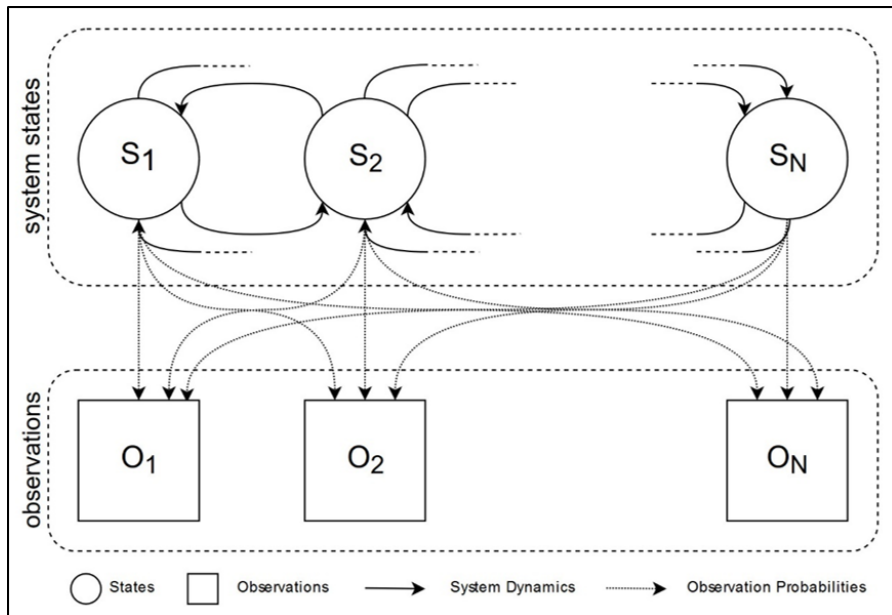 system states
S1
S2
SN
observations
O1
O2
ON
States
Observations
System Dynamics
Observation Probabilities